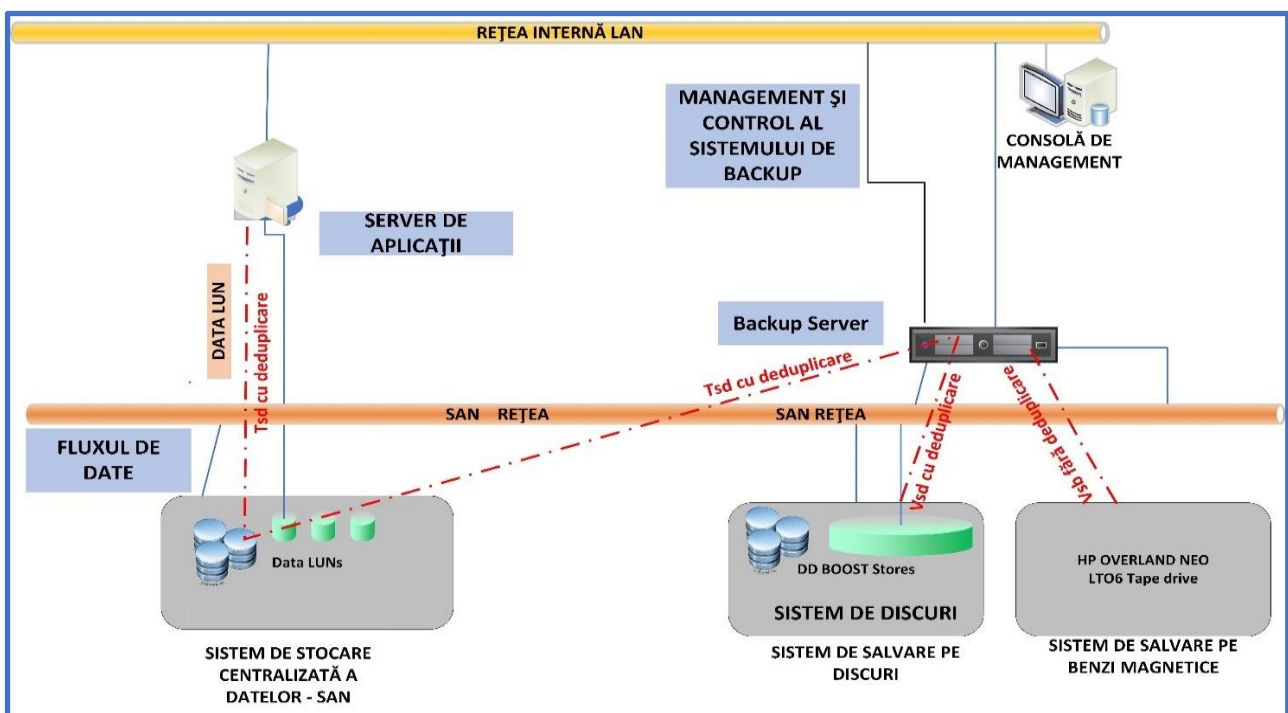 REŢEA INTERNĂ LAN
MANAGEMENT ŞI
CONTROL AL
SISTEMULUI DE
BACKUP
CONSOLĂ DE
MANAGEMENT
SERVER DE
APLICAŢII
DATA LUN
Tsd cu deduplicare
Backup Server
Tsd cu deduplicare
SAN REŢEA
SAN REŢEA
FLUXUL DE
DATE
Vsd cu deduplicare
Vsb fără deduplicare
Data LUNs
DD BOOST Stores
SISTEM DE DISCURI
HP OVERLAND NEO
LTO6 Tape drive
SISTEM DE STOCARE
CENTRALIZATĂ A
DATELOR - SAN
SISTEM DE SALVARE PE
DISCURI
SISTEM DE SALVARE PE
BENZI MAGNETICE